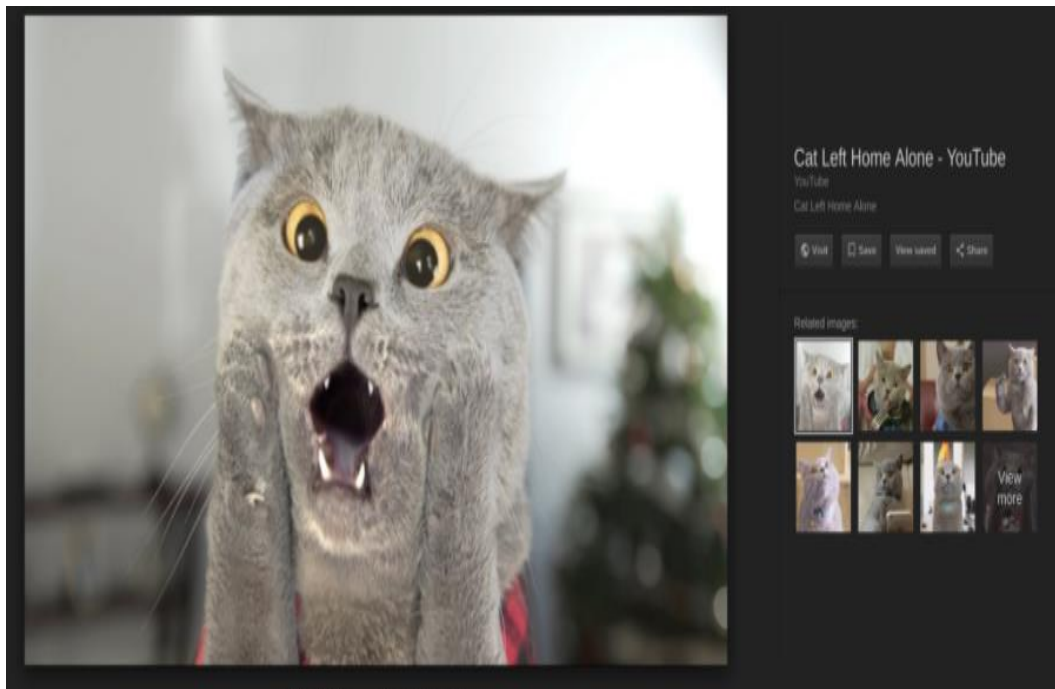 Cat Left Home Alone - YouTube
YouTube
Cat Left Home Alone
Visit
Save
View saved
Share
Related images:
View
more